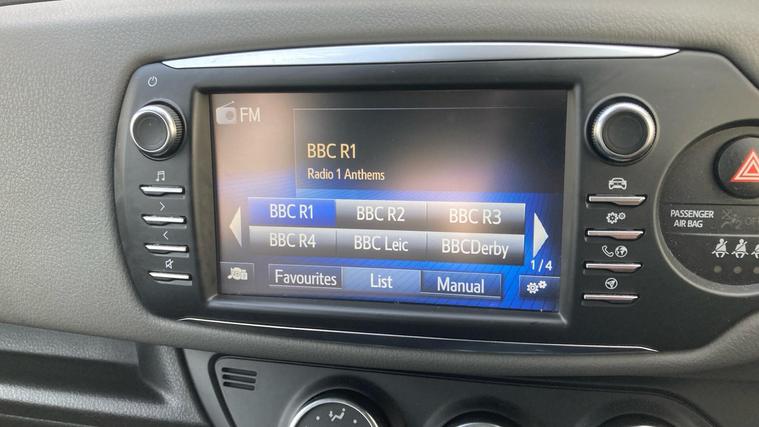 FM
BBC R1
Radio 1 Anthems
BBC R1 BBC R2 BBC R3
BBC R4 BBC Leic BBCDerby
1/4
Favourites List Manual
PASSENGER
AIR BAG